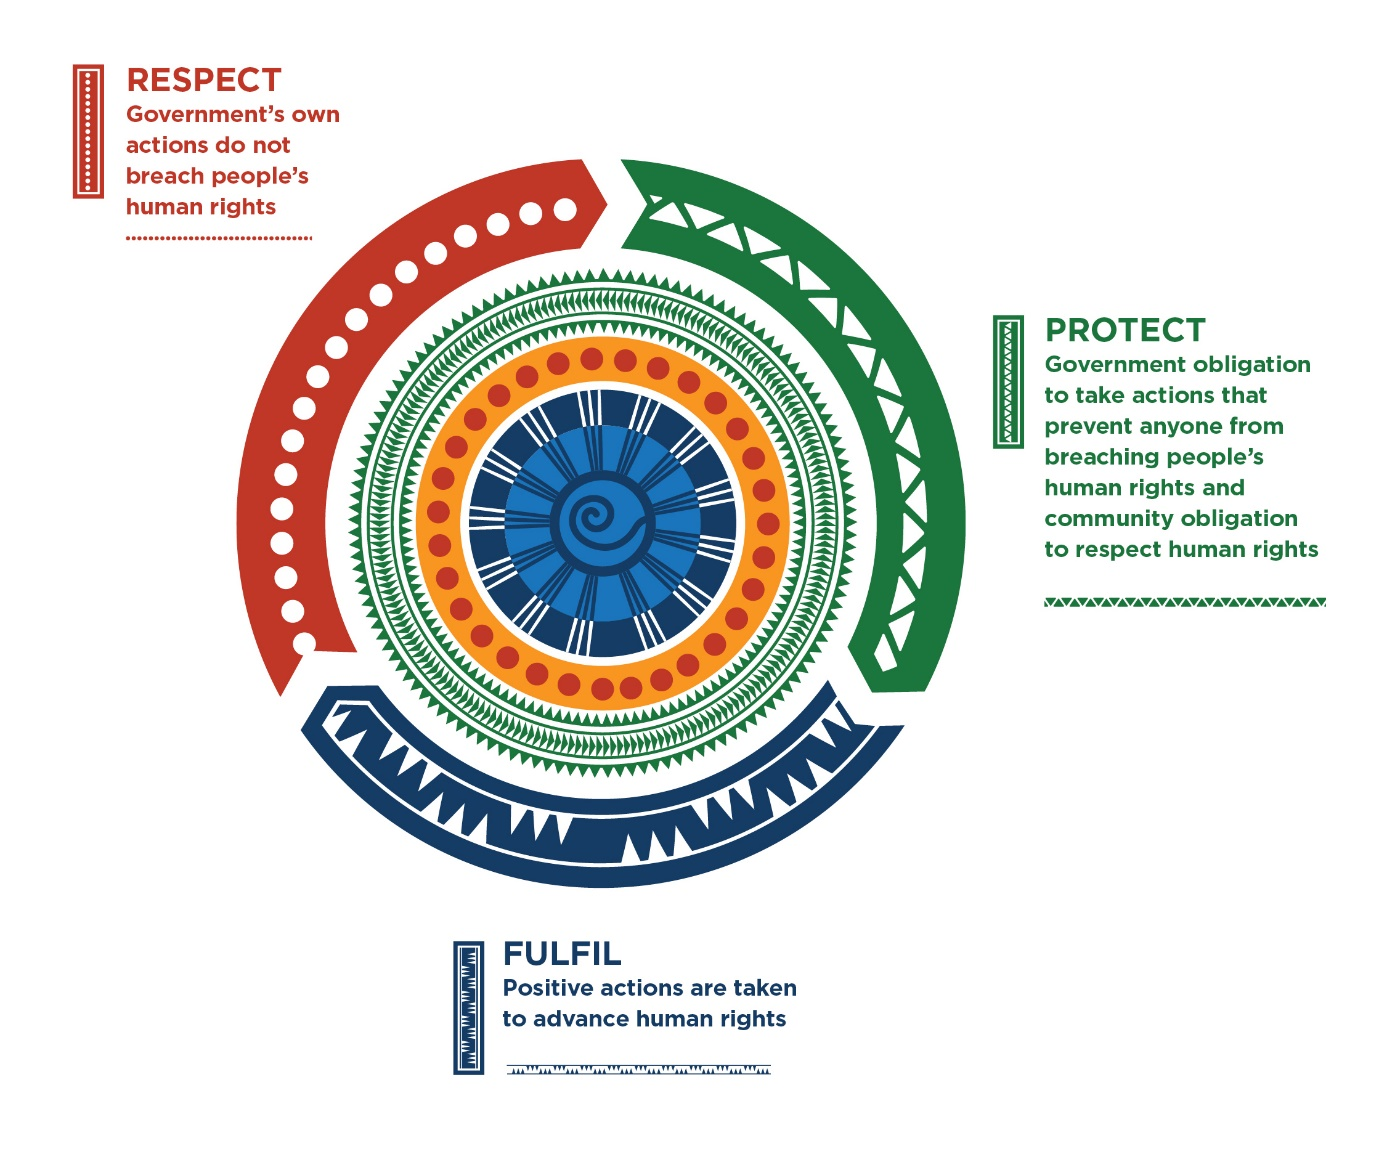 RESPECT
Government’s own
actions do not
breach people’s
human rights
PROTECT
Government obligation
to take actions that
prevent anyone from
breaching people’s
human rights and
community obligation
to respect human rights
FULFIL
Positive actions are taken
to advance human rights